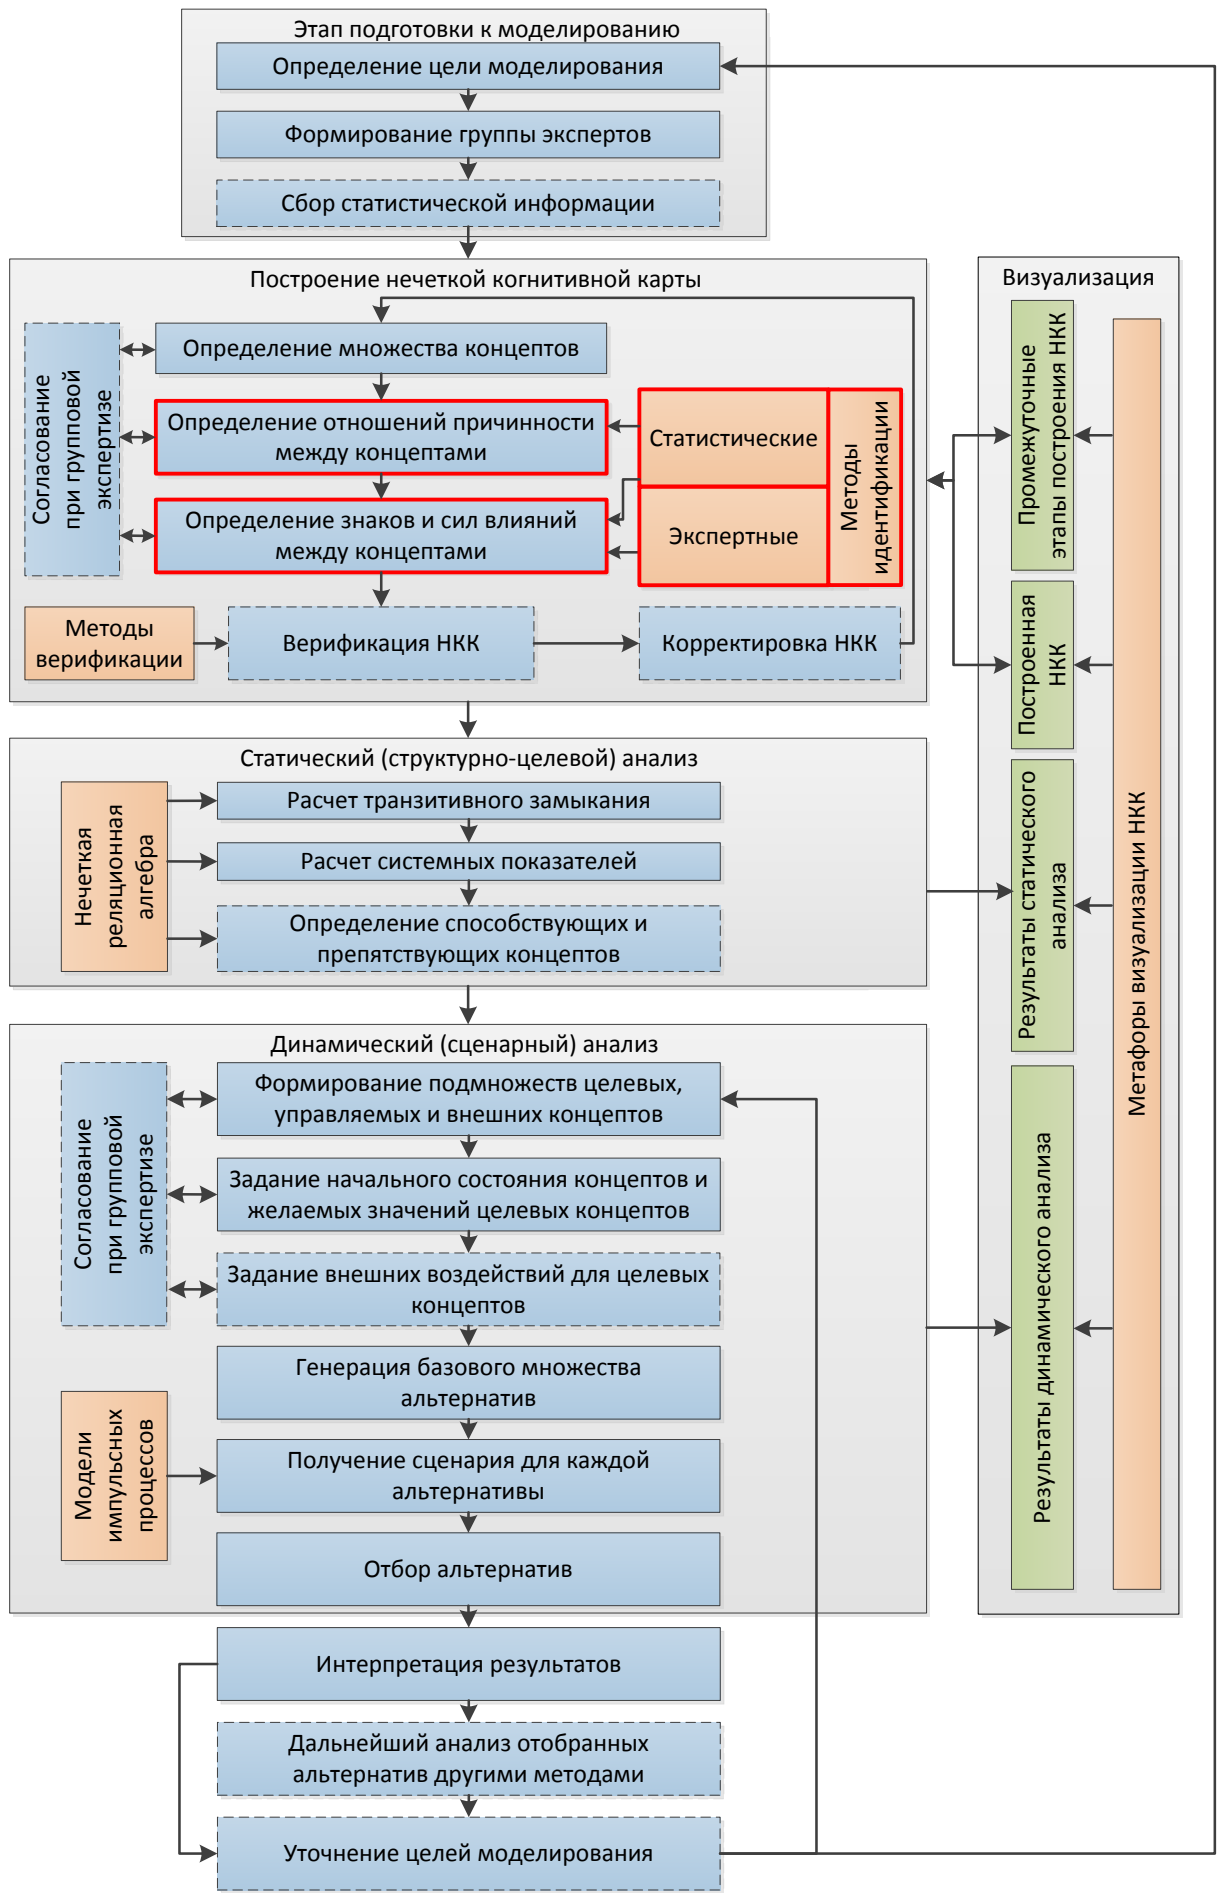 Этап подготовки к моделированию
Определение цели моделирования
Формирование группы экспертов
Сбор статистической информации
Построение нечеткой когнитивной карты
Согласование
при групповой
экспертизе
Определение множества концептов
Определение отношений причинности
между концептами
Определение знаков и сил влияний
между концептами
Статистические
Экспертные
Методы
идентификации
Методы
верификации
Верификация НКК
Корректировка НКК
Статический (структурно-целевой) анализ
Нечеткая
реляционная
алгебра
Расчет транзитивного замыкания
Расчет системных показателей
Определение способствующих и
препятствующих концептов
Динамический (сценарный) анализ
Согласование
при групповой
экспертизе
Формирование подмножеств целевых,
управляемых и внешних концептов
Задание начального состояния концептов и
желаемых значений целевых концептов
Задание внешних воздействий для целевых
концептов
Генерация базового множества
альтернатив
Модели
импульсных
процессов
Получение сценария для каждой
альтернативы
Отбор альтернатив
Интерпретация результатов
Дальнейший анализ отобранных
альтернатив другими методами
Уточнение целей моделирования
Визуализация
Промежуточные
этапы построения НКК
Построенная
НКК
Результаты статического
анализа
Результаты динамического анализа
Метафоры визуализации НКК